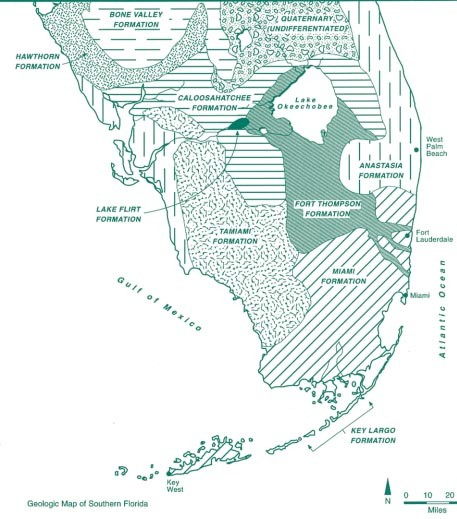 BONE VALLEY
FORMATION
QUATERNARY
(UNDIFFERENTIATED)
HAWTHORN
FORMATION
CALOOSAHATCHEE
FORMATION
Lake
Okeechobee
West
Palm
Beach
ANASTASIA
FORMATION
LAKE FLIRT
FORMATION
FORT THOMPSON
FORMATION
TAMIAMI
FORMATION
Fort
Lauderdale
MIAMI
FORMATION
Gulf of Mexico
Atlantic Ocean
Miami
KEY LARGO
FORMATION
Key
West
N
0 10 20
Miles
Geologic Map of Southern Florida